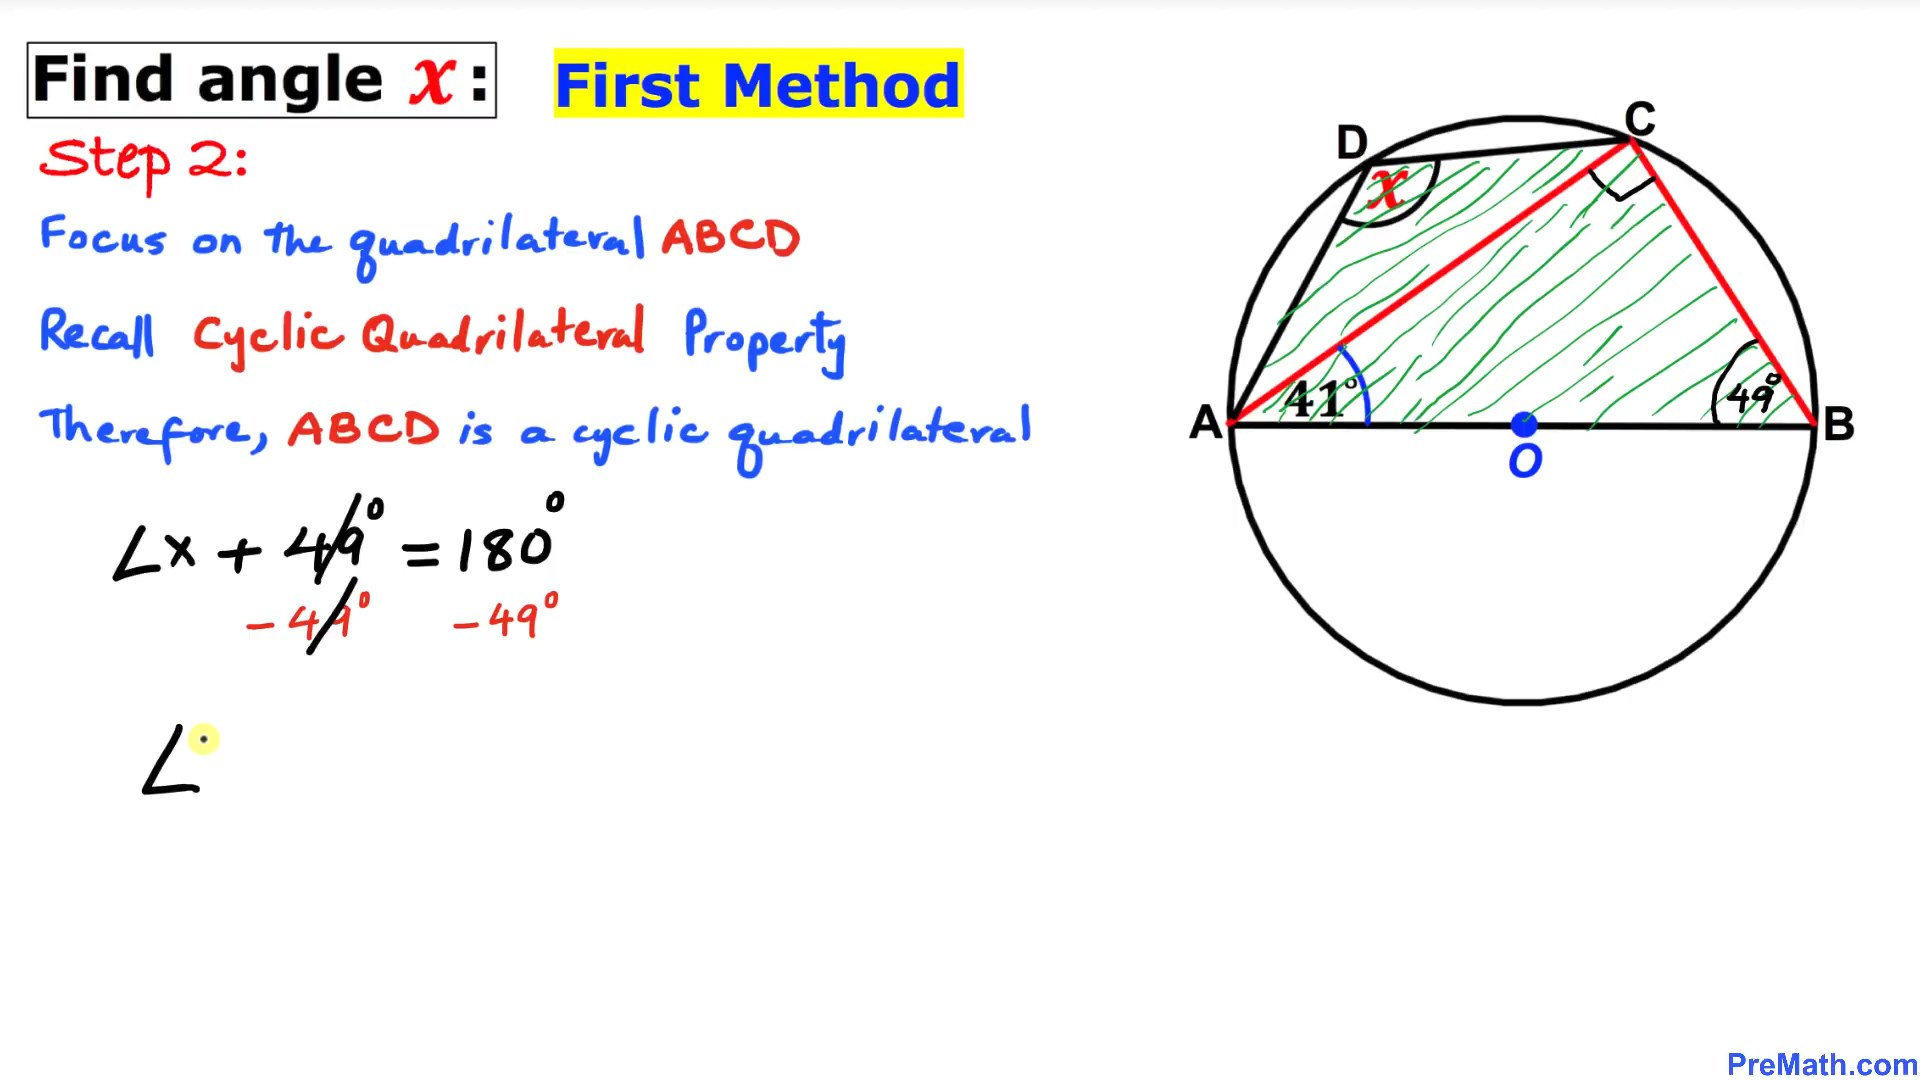 Find angle x:
First Method
Step 2:
Focus on the quadrilateral ABCD
Recall Cyclic Quadrilateral Property
Therefore, ABCD is a cyclic quadrilateral
∠x + 49° = 180°
-49° -49°
∠
D
C
x
41°
49°
A
B
O
PreMath.com